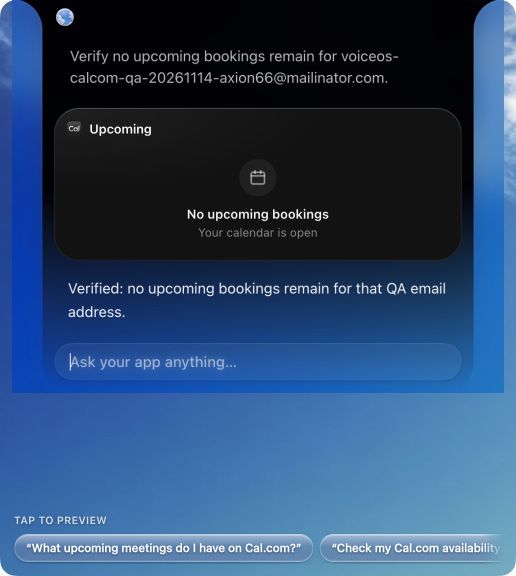 Verify no upcoming bookings remain for voiceos-
calcom-qa-20261114-axion66@mailinator.com.
Cal Upcoming
No upcoming bookings
Your calendar is open
Verified: no upcoming bookings remain for that QA email
address.
Ask your app anything...
TAP TO PREVIEW
“What upcoming meetings do I have on Cal.com?”
“Check my Cal.com availability